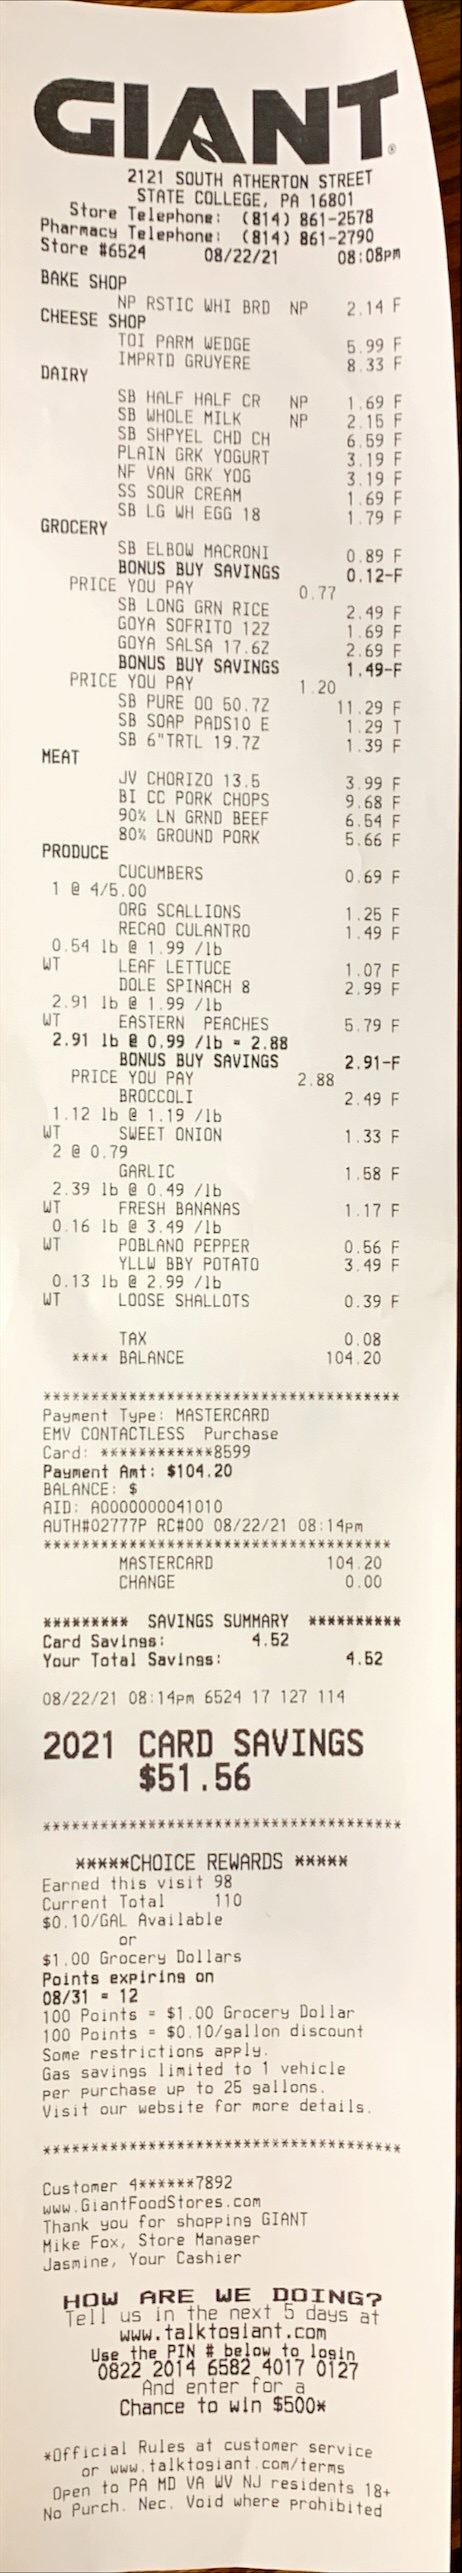 GIANT®
2121 SOUTH ATHERTON STREET
STATE COLLEGE, PA 16801
Store Telephone: (814) 861-2578
Pharmacy Telephone: (814) 861-2790
Store #6524 08/22/21 08:08pm
BAKE SHOP
NP RSTIC WHI BRD NP 2.14 F
CHEESE SHOP
TOI PARM WEDGE 5.99 F
IMPRTD GRUYERE 8.33 F
DAIRY
SB HALF HALF CR NP 1.69 F
SB WHOLE MILK NP 2.15 F
SB SHPYEL CHD CH 6.59 F
PLAIN GRK YOGURT 3.19 F
NF VAN GRK YOG 3.19 F
SS SOUR CREAM 1.69 F
SB LG WH EGG 18 1.79 F
GROCERY
SB ELBOW MACRONI 0.89 F
BONUS BUY SAVINGS 0.12-F
PRICE YOU PAY 0.77
SB LONG GRN RICE 2.49 F
GOYA SOFRITO 12Z 1.69 F
GOYA SALSA 17.6Z 2.69 F
BONUS BUY SAVINGS 1.49-F
PRICE YOU PAY 1.20
SB PURE OO 50.7Z 11.29 F
SB SOAP PADS10 E 1.29 T
SB 6"TRTL 19.7Z 1.39 F
MEAT
JV CHORIZO 13.5 3.99 F
BI CC PORK CHOPS 9.68 F
90% LN GRND BEEF 6.54 F
80% GROUND PORK 5.66 F
PRODUCE
CUCUMBERS 0.69 F
1 @ 4/5.00
ORG SCALLIONS 1.25 F
RECAO CULANTRO 1.49 F
0.54 lb @ 1.99 /lb
WT LEAF LETTUCE 1.07 F
DOLE SPINACH 8 2.99 F
2.91 lb @ 1.99 /lb
WT EASTERN PEACHES 5.79 F
2.91 lb @ 0.99 /lb = 2.88
BONUS BUY SAVINGS 2.91-F
PRICE YOU PAY 2.88
BROCCOLI 2.49 F
1.12 lb @ 1.19 /lb
WT SWEET ONION 1.33 F
2 @ 0.79
GARLIC 1.58 F
2.39 lb @ 0.49 /lb
WT FRESH BANANAS 1.17 F
0.16 lb @ 3.49 /lb
WT POBLANO PEPPER 0.56 F
YLLW BBY POTATO 3.49 F
0.13 lb @ 2.99 /lb
WT LOOSE SHALLOTS 0.39 F
TAX 0.08
**** BALANCE 104.20
*************************************
Payment Type: MASTERCARD
EMV CONTACTLESS Purchase
Card: ************8599
Payment Amt: $104.20
BALANCE: $
AID: A0000000041010
AUTH#02777P RC#00 08/22/21 08:14pm
************************************
MASTERCARD 104.20
CHANGE 0.00
********* SAVINGS SUMMARY **********
Card Savings: 4.52
Your Total Savings: 4.52
08/22/21 08:14pm 6524 17 127 114
2021 CARD SAVINGS
$51.56
*************************************
*****CHOICE REWARDS *****
Earned this visit 98
Current Total 110
$0.10/GAL Available
or
$1.00 Grocery Dollars
Points expiring on
08/31 = 12
100 Points = $1.00 Grocery Dollar
100 Points = $0.10/gallon discount
Some restrictions apply.
Gas savings limited to 1 vehicle
per purchase up to 25 gallons.
Visit our website for more details.
*************************************
Customer 4******7892
www.GiantFoodStores.com
Thank you for shopping GIANT
Mike Fox, Store Manager
Jasmine, Your Cashier
HOW ARE WE DOING?
Tell us in the next 5 days at
www.talktogiant.com
Use the PIN # below to login
0822 2014 6582 4017 0127
And enter for a
Chance to win $500*
*Official Rules at customer service
or www.talktogiant.com/terms
Open to PA MD VA WV NJ residents 18+
No Purch. Nec. Void where prohibited